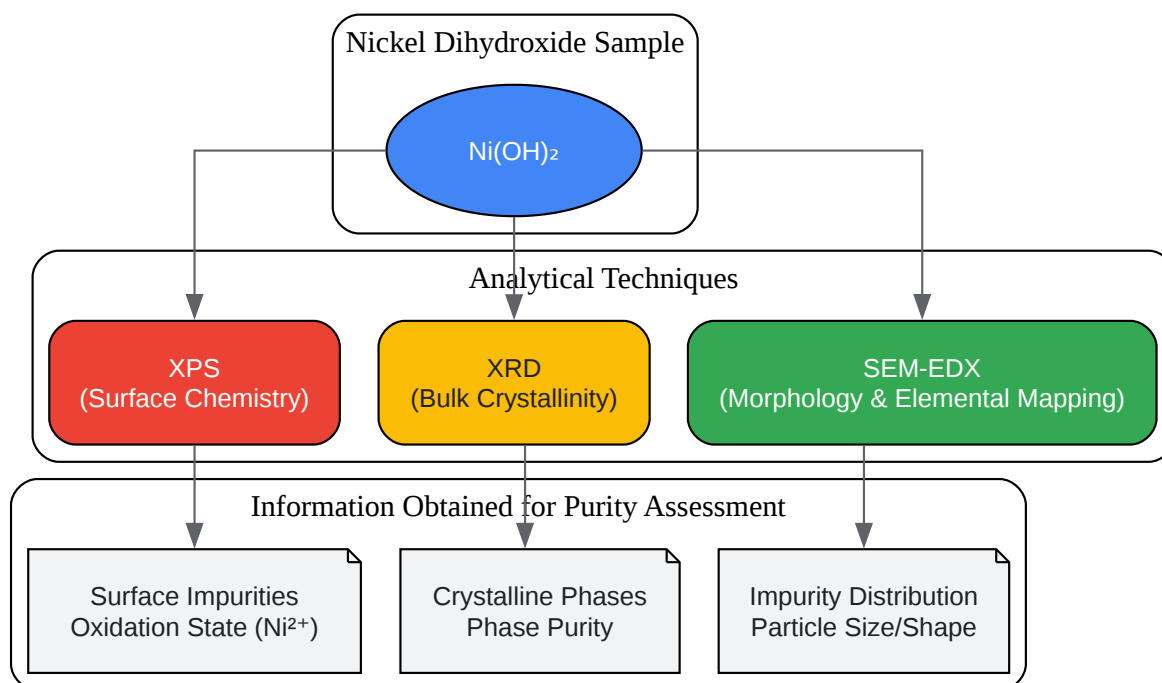 Nickel Dihydroxide Sample
Ni(OH)₂
Analytical Techniques
XPS
(Surface Chemistry)
XRD
(Bulk Crystallinity)
SEM-EDX
(Morphology & Elemental Mapping)
Information Obtained for Purity Assessment
Surface Impurities
Oxidation State (Ni²⁺)
Crystalline Phases
Phase Purity
Impurity Distribution
Particle Size/Shape